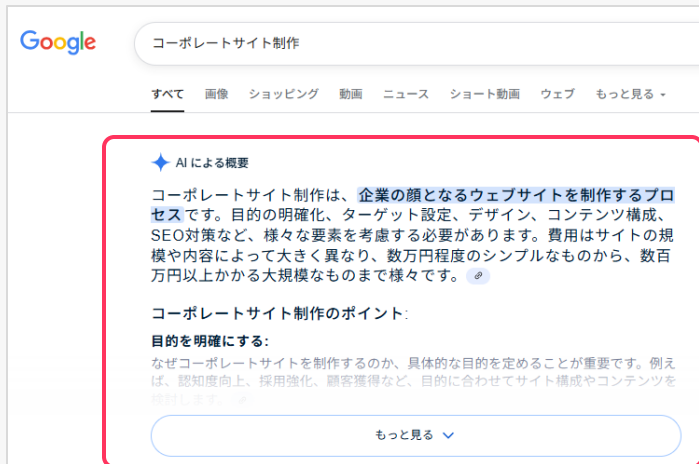 Google
コーポレートサイト制作
すべて 画像 ショッピング 動画 ニュース ショート動画 ウェブ もっと見る
AI による概要
コーポレートサイト制作は、企業の顔となるウェブサイトを制作するプロ
セスです。目的の明確化、ターゲット設定、デザイン、コンテンツ構成、
SEO対策など、様々な要素を考慮する必要があります。費用はサイトの規
模や内容によって大きく異なり、数万円程度のシンプルなものから、数百
万円以上かかる大規模なものまで様々です。
コーポレートサイト制作のポイント:
目的を明確にする:
なぜコーポレートサイトを制作するのか、具体的な目的を定めることが重要です。例え
ば、認知度向上、採用強化、顧客獲得など、目的に合わせてサイト構成やコンテンツを
検討します。
もっと見る